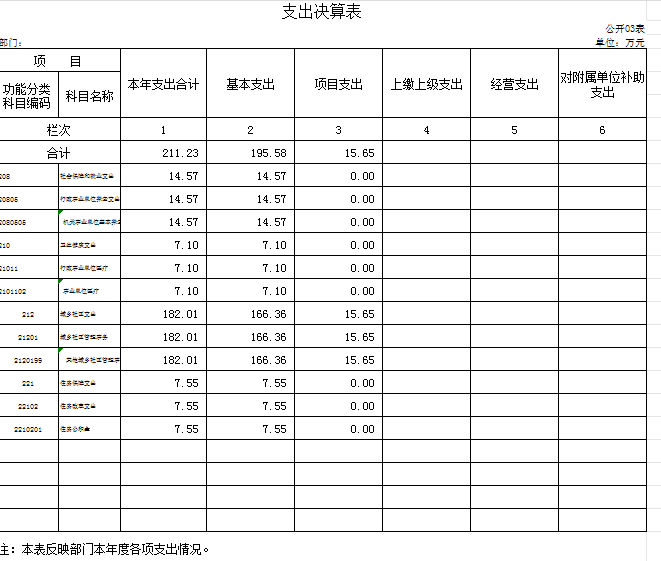 支出决算表
公开03表
部门：
单位：万元
项 目 本年支出合计 基本支出 项目支出 上缴上级支出 经营支出 对附属单位补助支出
功能分类科目编码 科目名称
栏次 1 2 3 4 5 6
合计 211.23 195.58 15.65
208 社会保障和就业支出 14.57 14.57 0.00
20805 行政事业单位养老支出 14.57 14.57 0.00
2080505 机关事业单位基本养老 14.57 14.57 0.00
210 卫生健康支出 7.10 7.10 0.00
21011 行政事业单位医疗 7.10 7.10 0.00
2101102 事业单位医疗 7.10 7.10 0.00
212 城乡社区支出 182.01 166.36 15.65
21201 城乡社区管理事务 182.01 166.36 15.65
2120199 其他城乡社区管理事 182.01 166.36 15.65
221 住房保障支出 7.55 7.55 0.00
22102 住房改革支出 7.55 7.55 0.00
2210201 住房公积金 7.55 7.55 0.00
注：本表反映部门本年度各项支出情况。